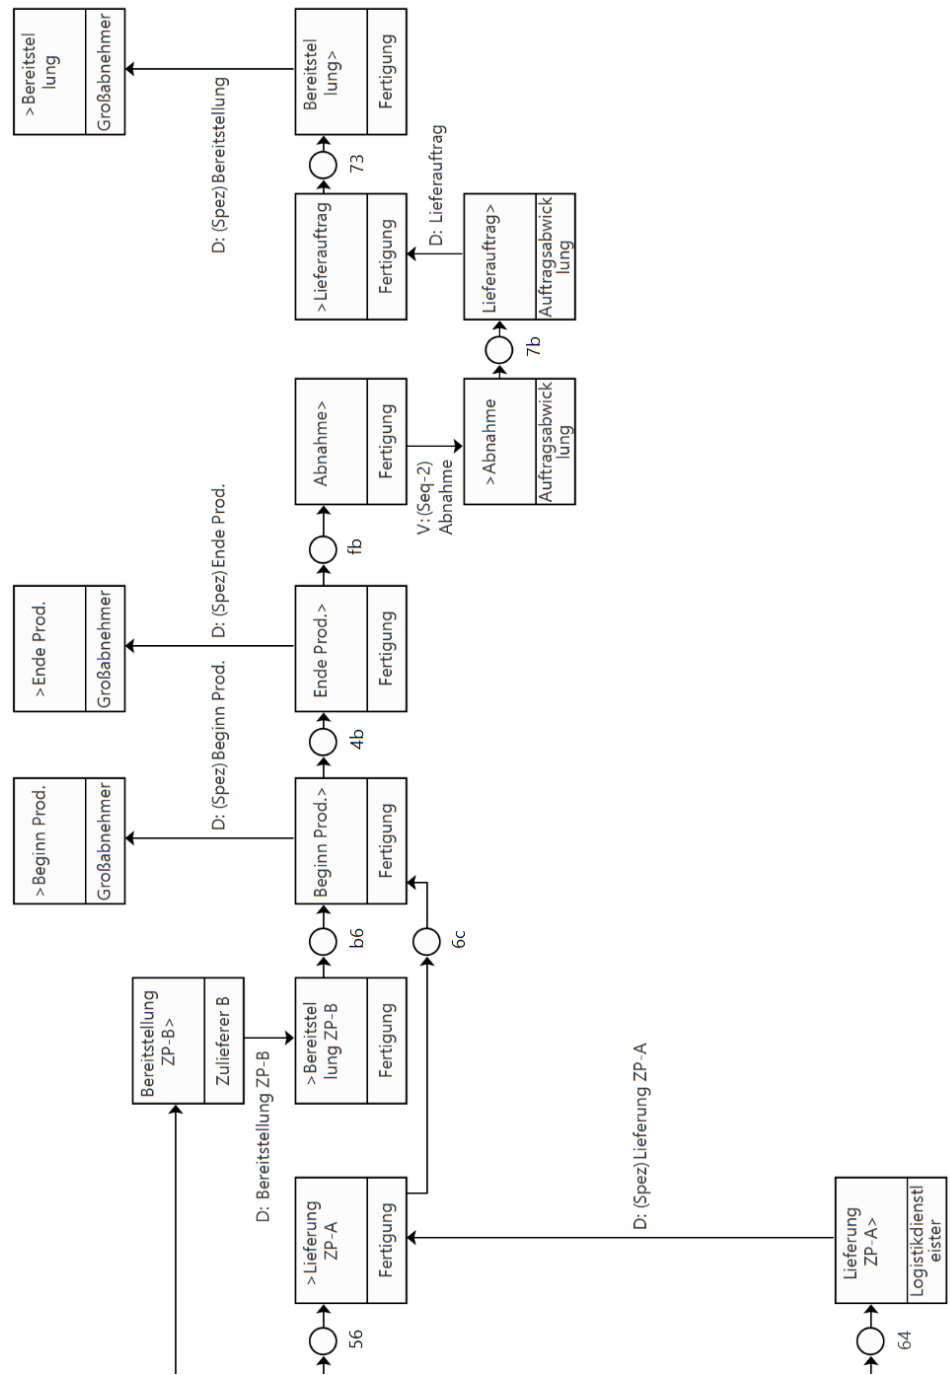 >Bereitstel
lung
Großabnehmer
D: (Spez) Bereitstellung
Bereitstel
lung>
Fertigung
73
>Lieferauftrag
Fertigung
D: Lieferauftrag
Lieferauftrag>
Auftragsabwick
lung
7b
Abnahme>
Fertigung
V:(Seq-2)
Abnahme
>Abnahme
Auftragsabwick
lung
fb
>Ende Prod.
Großabnehmer
D: (Spez) Ende Prod.
Ende Prod.>
Fertigung
4b
>Beginn Prod.
Großabnehmer
D: (Spez) Beginn Prod.
Beginn Prod.>
Fertigung
b6
6c
Bereitstellung
ZP-B>
Zulieferer B
D: Bereitstellung ZP-B
>Bereitstel
lung ZP-B
Fertigung
>Lieferung
ZP-A
Fertigung
D: (Spez) Lieferung ZP-A
Lieferung
ZP-A>
Logistikdienstl
eister
56
64